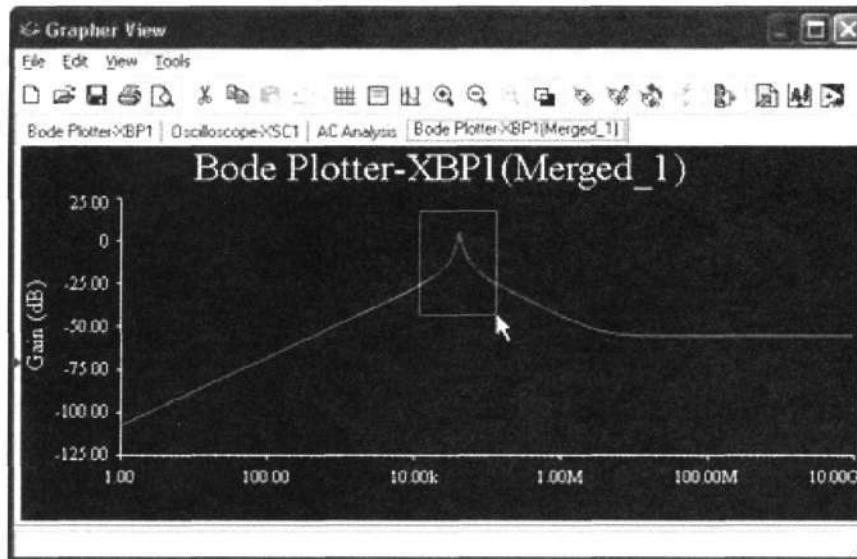 Grapher View
File Edit View Tools
Bode Plotter-XBP1 Oscilloscope-XSC1 AC Analysis Bode Plotter-XBP1(Merged_1)
Bode Plotter-XBP1(Merged_1)
Gain (dB)
25.00
0
-25.00
-50.00
-75.00
-100.00
-125.00
1.00 100.00 10.00k 1.00M 100.00M 10.00G